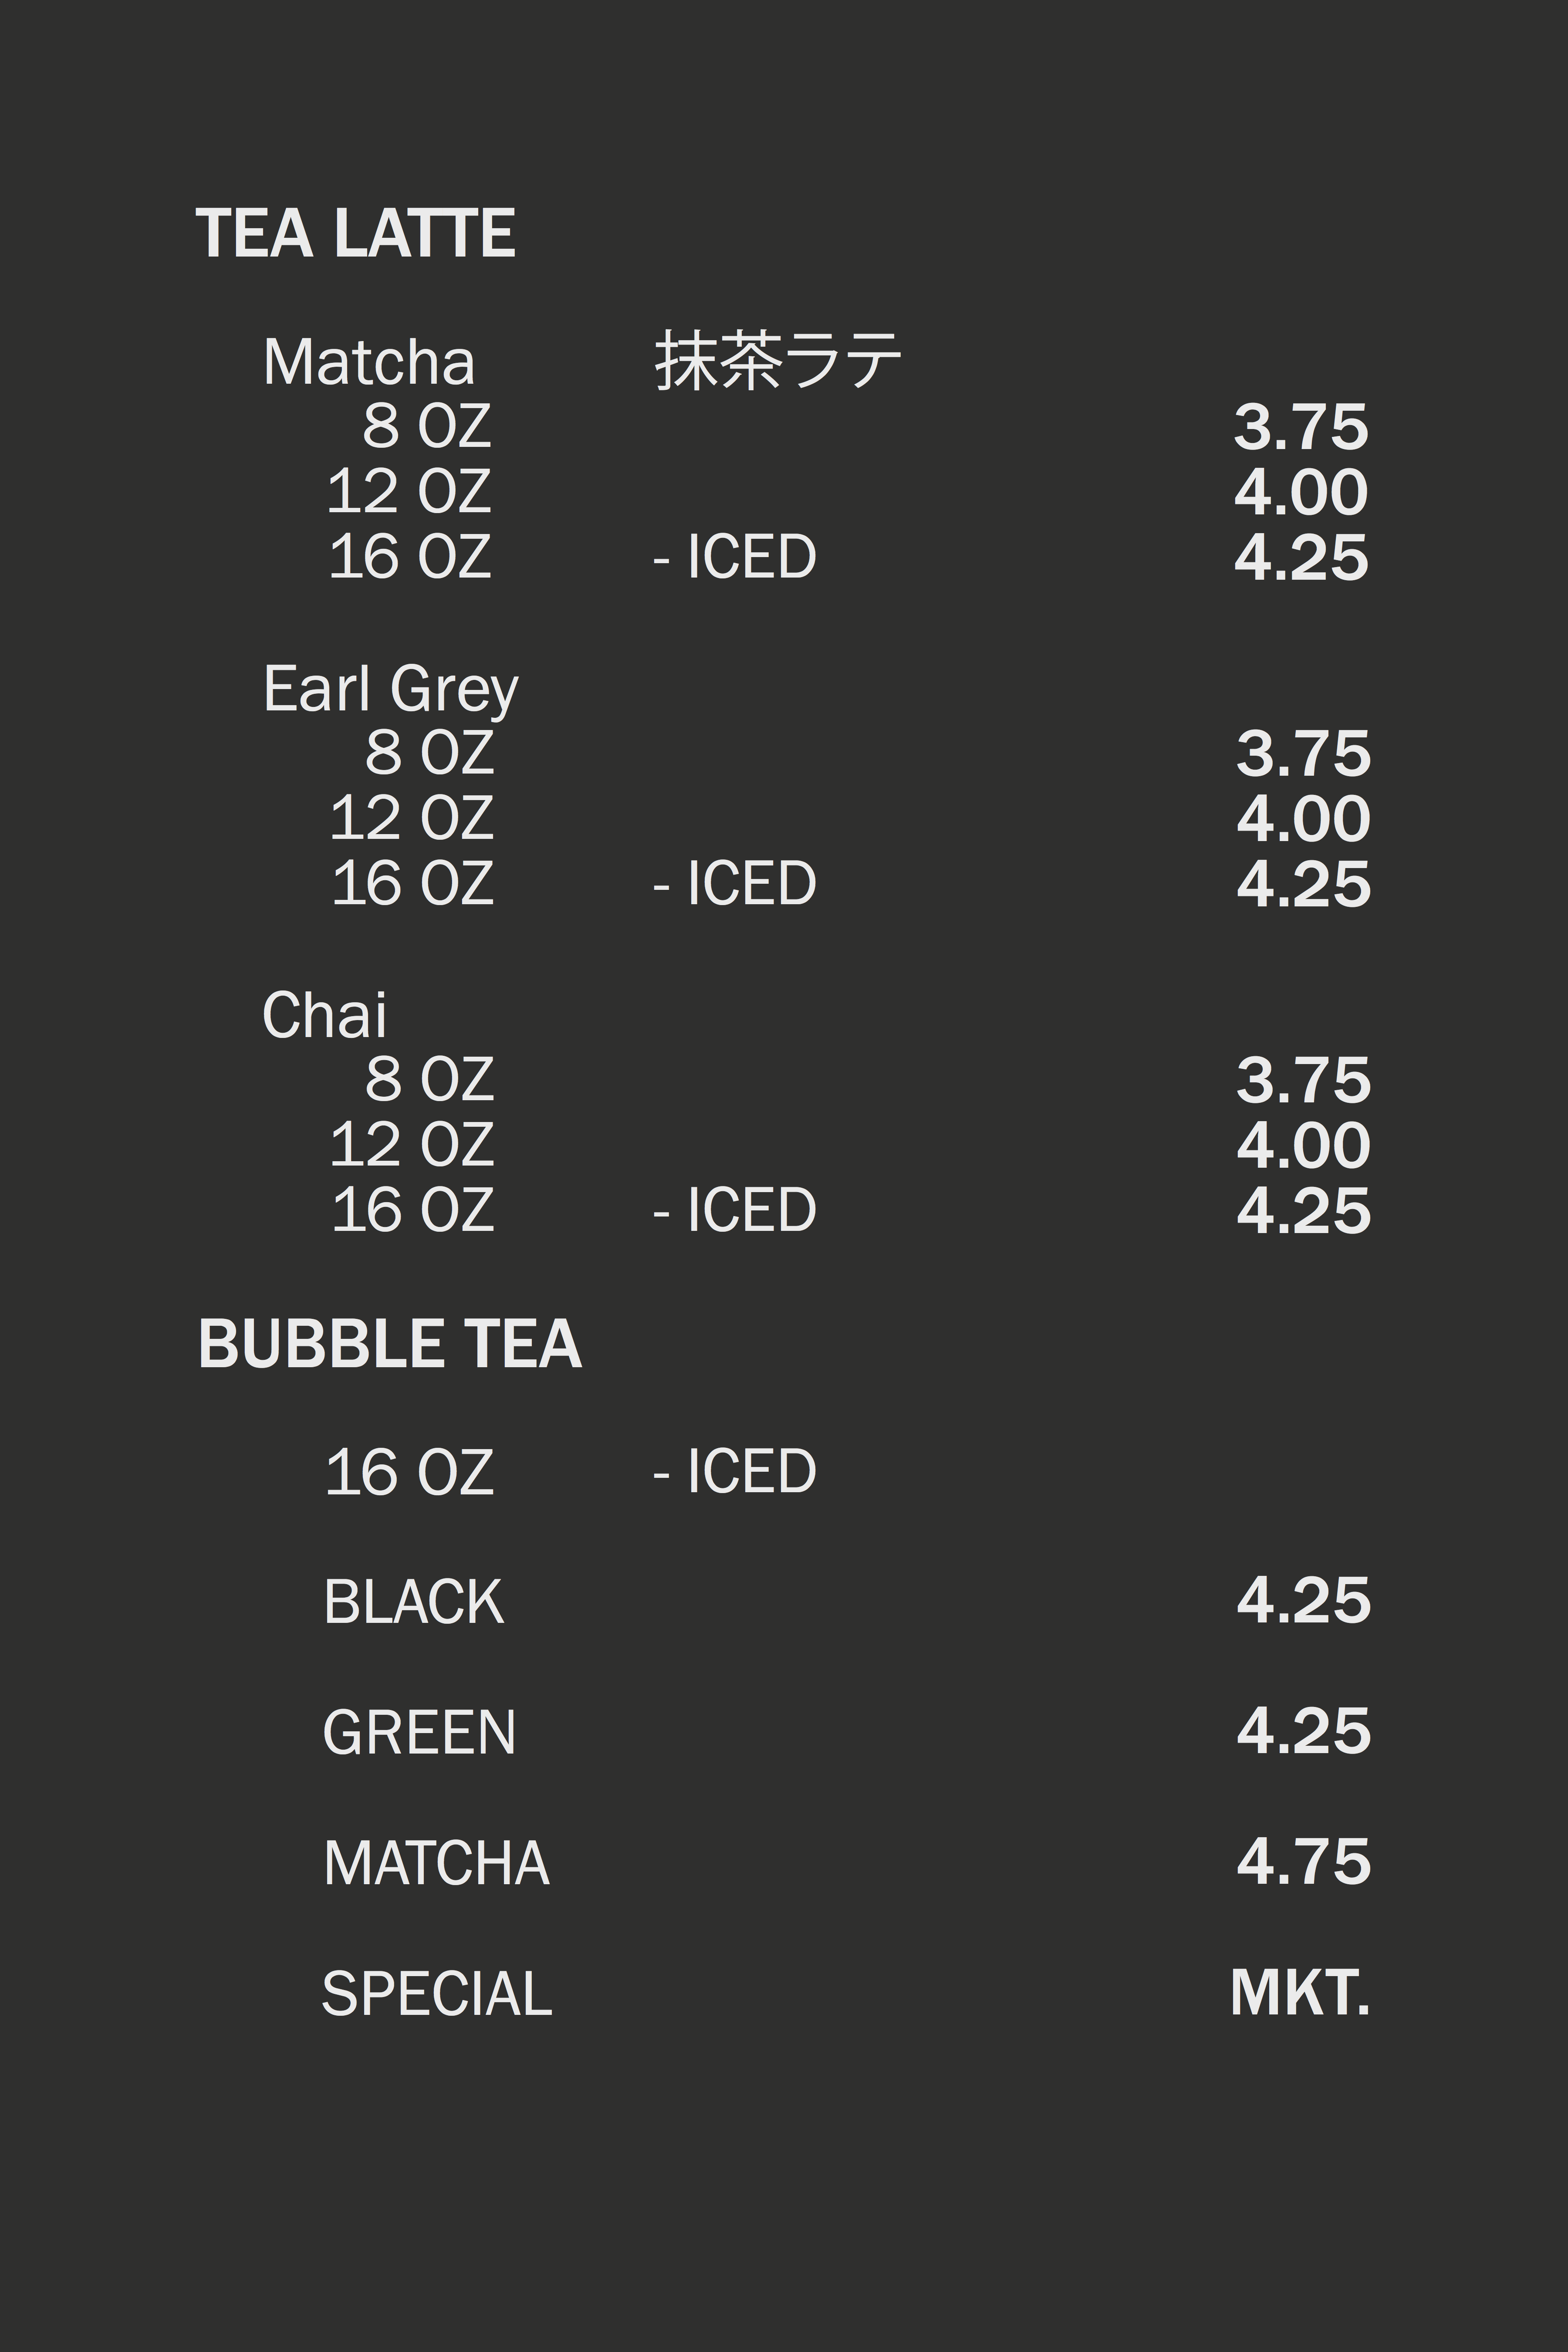 TEA LATTE
Matcha 抹茶ラテ
8 OZ 3.75
12 OZ 4.00
16 OZ - ICED 4.25
Earl Grey
8 OZ 3.75
12 OZ 4.00
16 OZ - ICED 4.25
Chai
8 OZ 3.75
12 OZ 4.00
16 OZ - ICED 4.25
BUBBLE TEA
16 OZ - ICED
BLACK 4.25
GREEN 4.25
MATCHA 4.75
SPECIAL MKT.